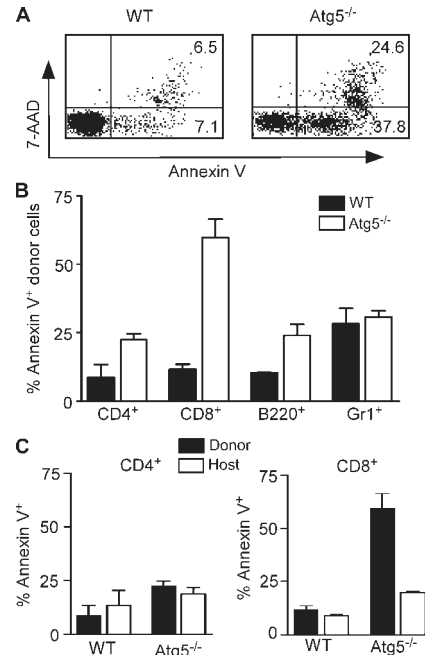 A
WT Atg5-/-
6.5 24.6
7-AAD
7.1 37.8
Annexin V
B
% Annexin V+ donor cells
75
50
25
0
WT
Atg5-/-
CD4+ CD8+ B220+ Gr1+
C
Donor
Host
CD4+ CD8+
% Annexin V+
75
50
25
0
WT Atg5-/-
% Annexin V+
75
50
25
0
WT Atg5-/-